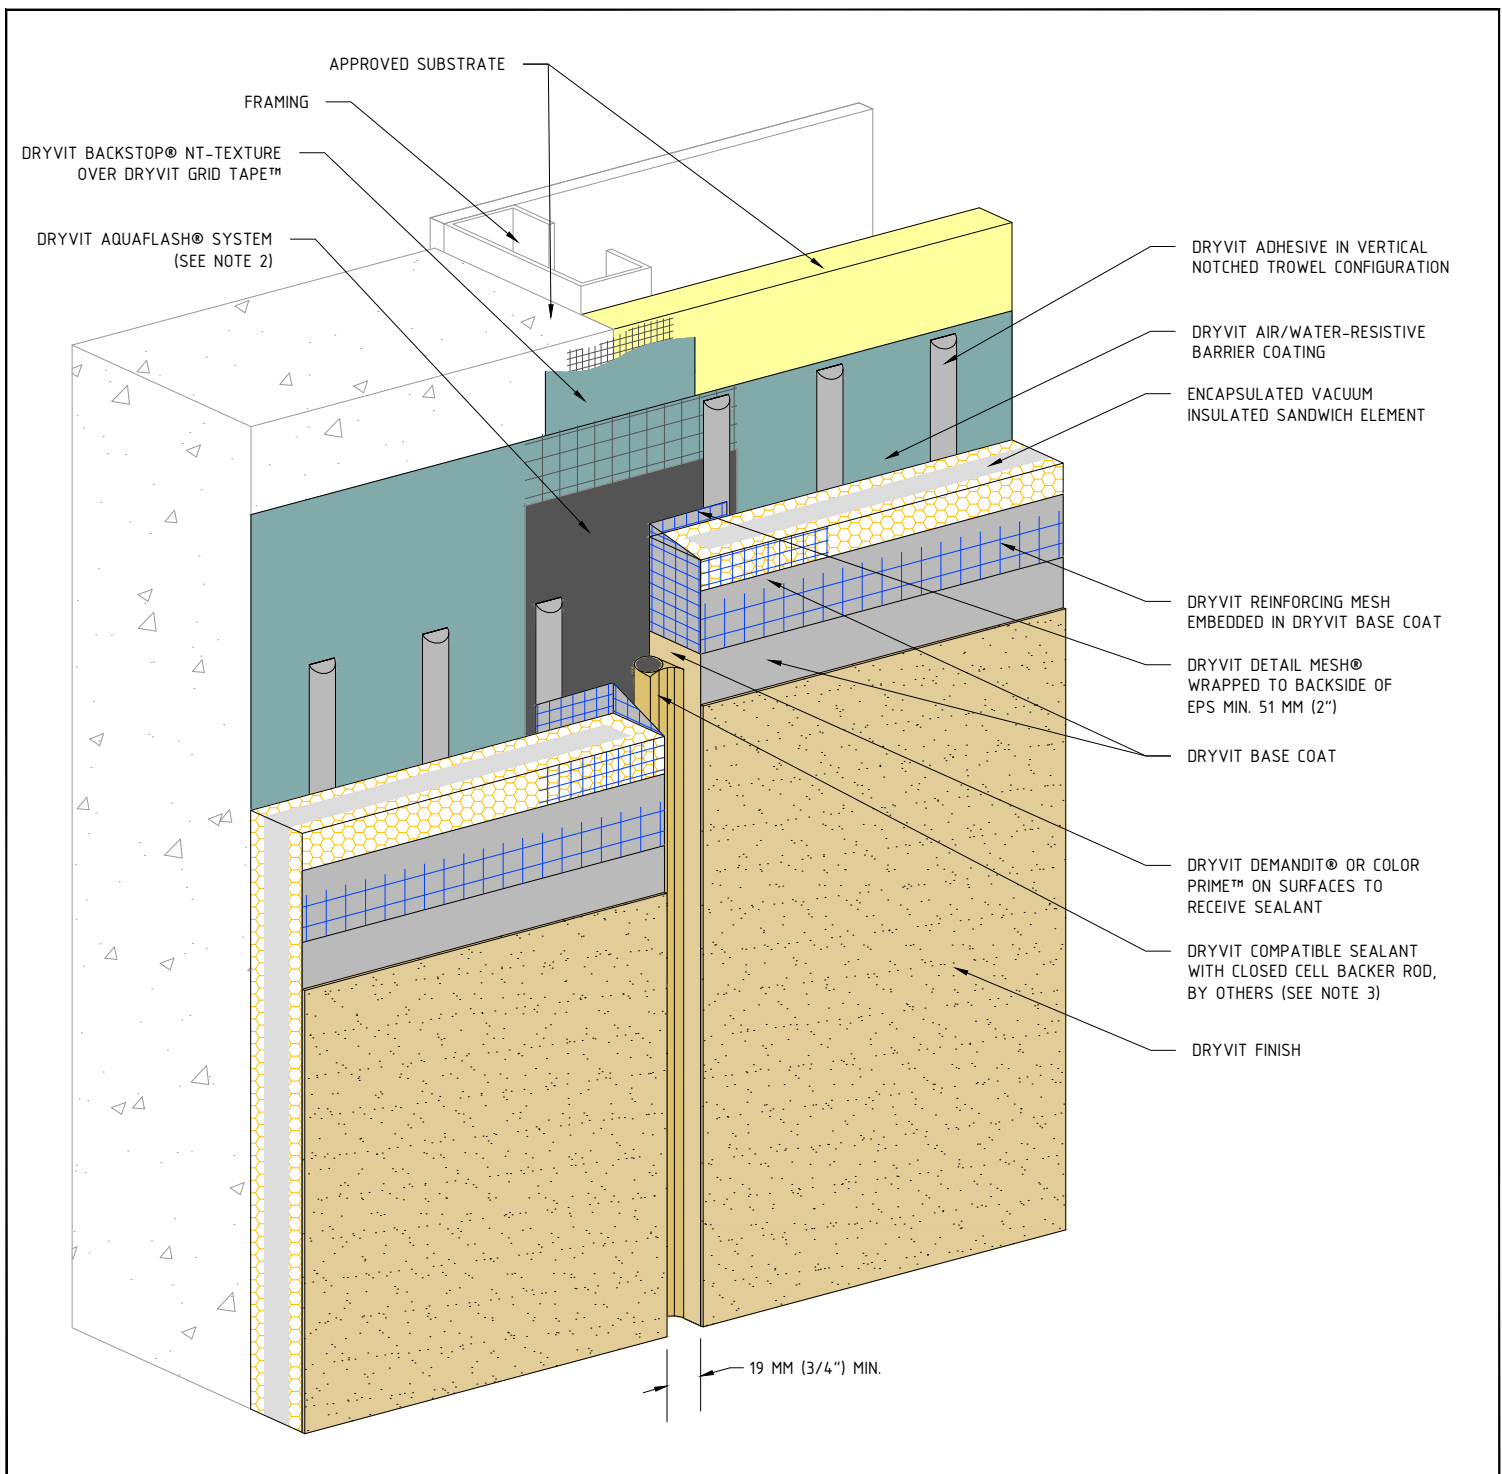 APPROVED SUBSTRATE
FRAMING
DRYVIT BACKSTOP® NT-TEXTURE
OVER DRYVIT GRID TAPE™
DRYVIT AQUAFLASH® SYSTEM
(SEE NOTE 2)
DRYVIT ADHESIVE IN VERTICAL
NOTCHED TROWEL CONFIGURATION
DRYVIT AIR/WATER-RESISTIVE
BARRIER COATING
ENCAPSULATED VACUUM
INSULATED SANDWICH ELEMENT
DRYVIT REINFORCING MESH
EMBEDDED IN DRYVIT BASE COAT
DRYVIT DETAIL MESH®
WRAPPED TO BACKSIDE OF
EPS MIN. 51 MM (2")
DRYVIT BASE COAT
DRYVIT DEMANDIT® OR COLOR
PRIME™ ON SURFACES TO
RECEIVE SEALANT
DRYVIT COMPATIBLE SEALANT
WITH CLOSED CELL BACKER ROD,
BY OTHERS (SEE NOTE 3)
DRYVIT FINISH
19 MM (3/4") MIN.